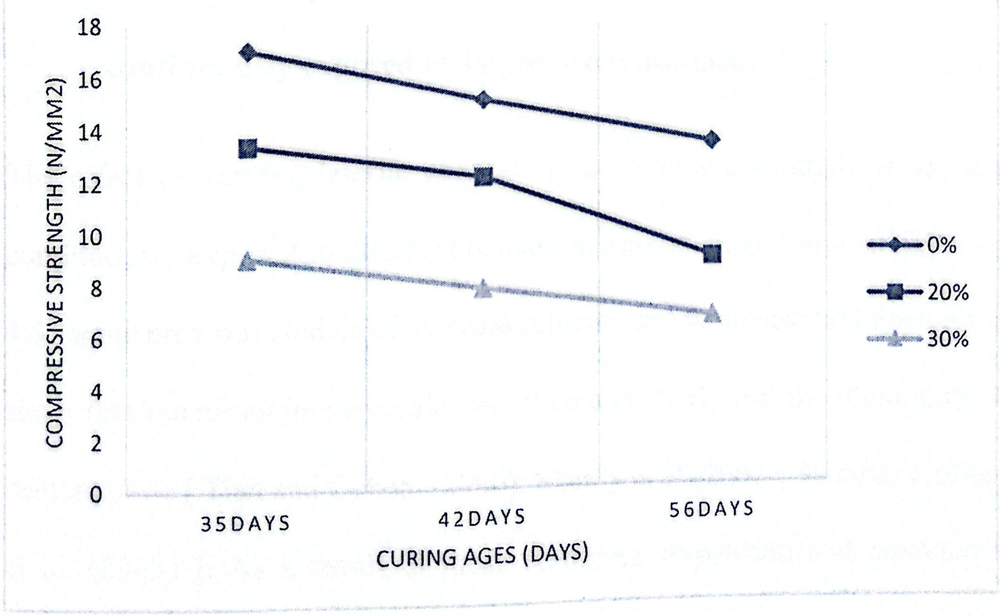 18
16
14
12
10
8
6
4
2
0
COMPRESSIVE STRENGTH (N/MM2)
35DAYS
42DAYS
56DAYS
CURING AGES (DAYS)
0%
20%
30%